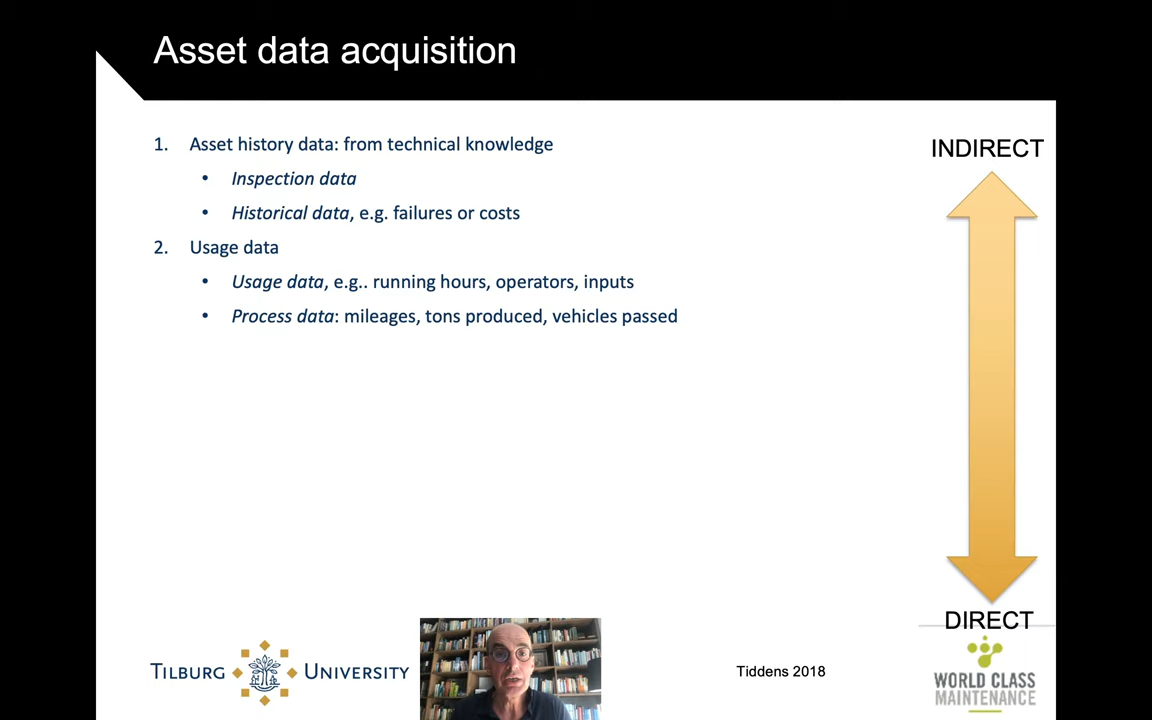 Asset data acquisition
1. Asset history data: from technical knowledge
• Inspection data
• Historical data, e.g. failures or costs
2. Usage data
• Usage data, e.g.. running hours, operators, inputs
• Process data: mileages, tons produced, vehicles passed
INDIRECT
DIRECT
TILBURG UNIVERSITY
Tiddens 2018
WORLD CLASS
MAINTENANCE